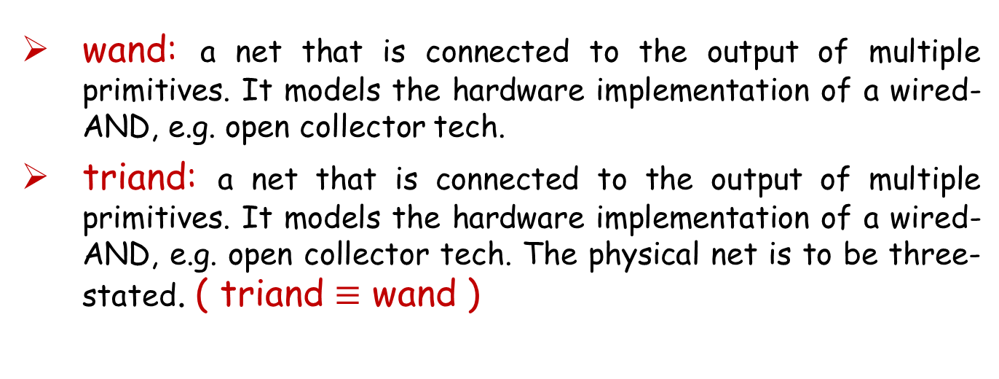 ➢ wand: a net that is connected to the output of multiple
primitives. It models the hardware implementation of a wired-
AND, e.g. open collector tech.
➢ triand: a net that is connected to the output of multiple
primitives. It models the hardware implementation of a wired-
AND, e.g. open collector tech. The physical net is to be three-
stated. ( triand ≡ wand )